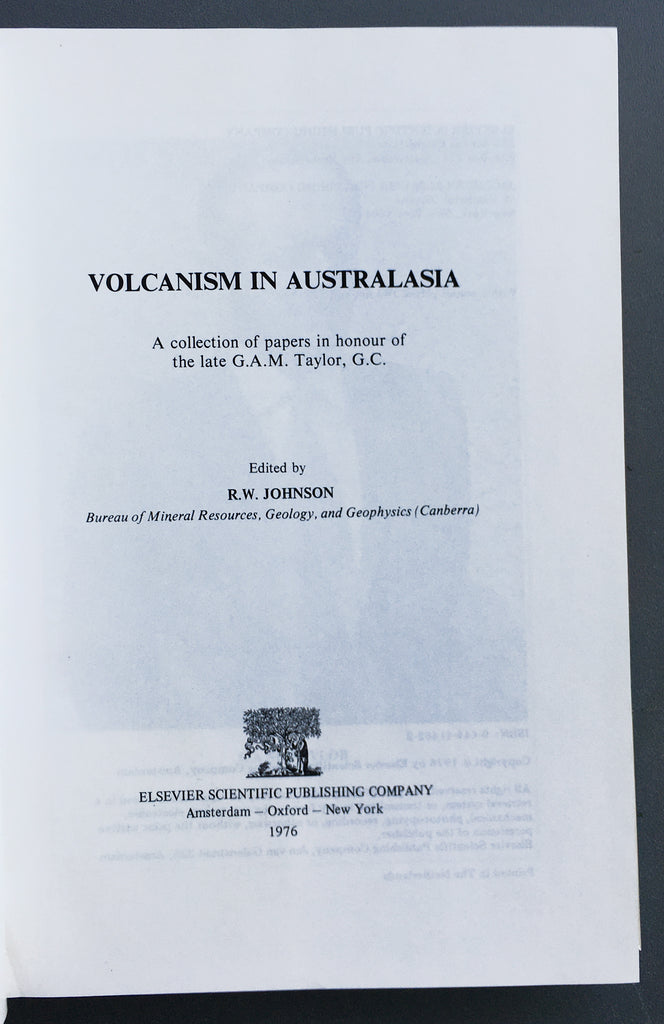 VOLCANISM IN AUSTRALASIA
A collection of papers in honour of
the late G.A.M. Taylor, G.C.
Edited by
R.W. JOHNSON
Bureau of Mineral Resources, Geology, and Geophysics (Canberra)
ELSEVIER SCIENTIFIC PUBLISHING COMPANY
Amsterdam – Oxford – New York
1976